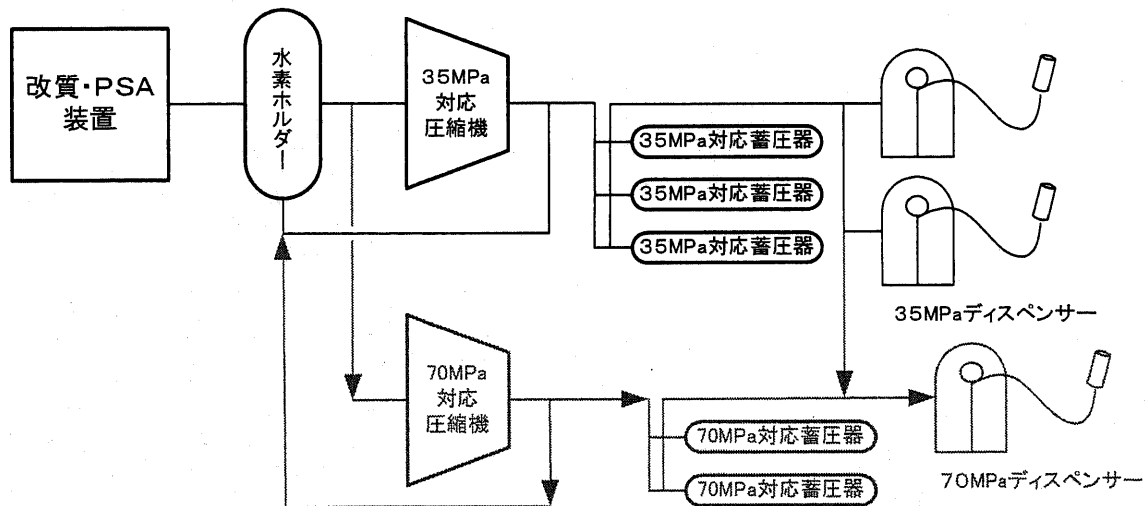 改質・PSA
装置
水素ホルダー
35MPa
対応
圧縮機
35MPa対応蓄圧器
35MPa対応蓄圧器
35MPa対応蓄圧器
35MPaディスペンサー
70MPa
対応
圧縮機
70MPa対応蓄圧器
70MPa対応蓄圧器
70MPaディスペンサー